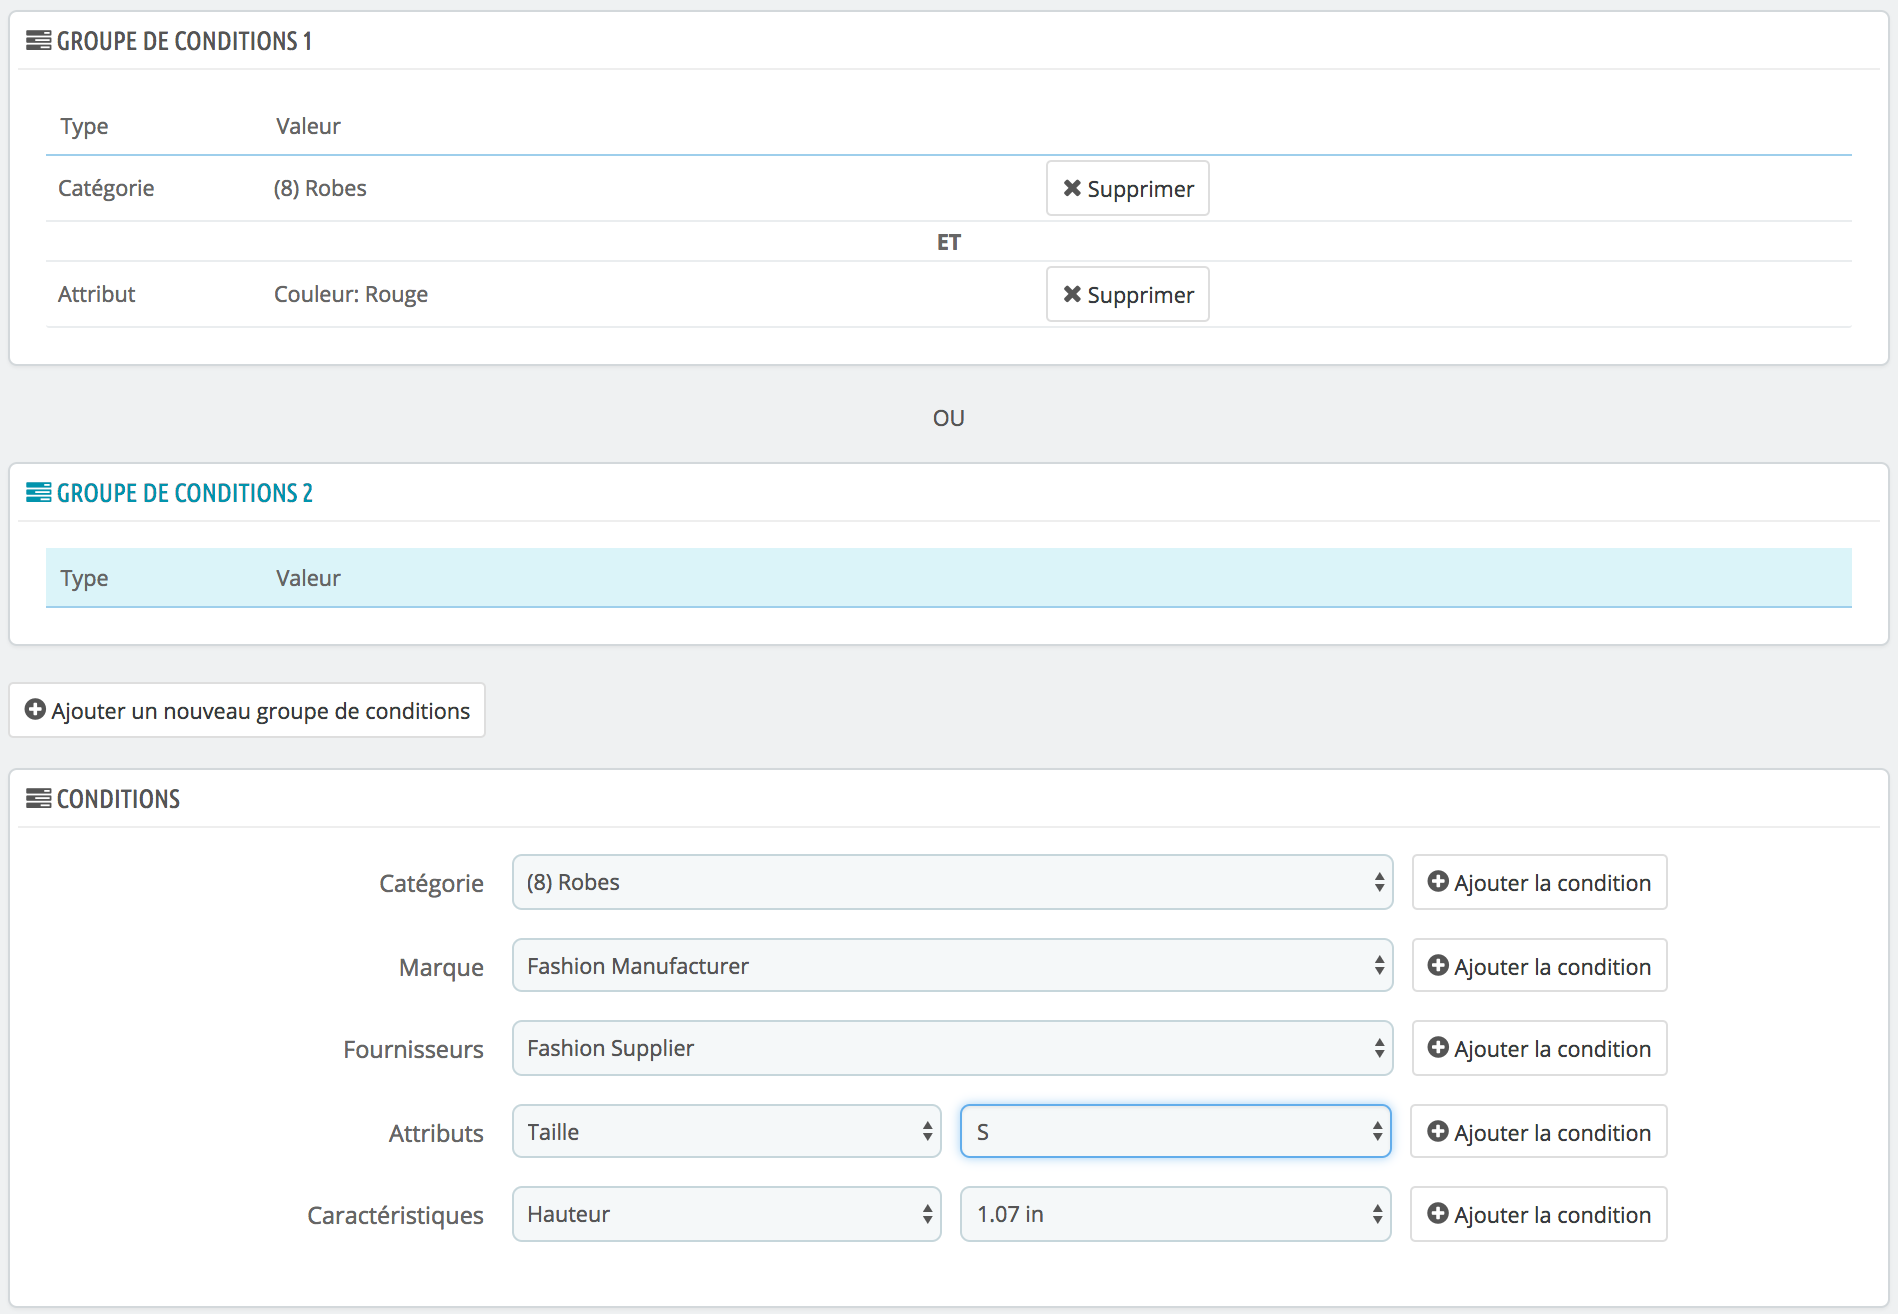 GROUPE DE CONDITIONS 1
Type Valeur
Catégorie (8) Robes Supprimer
ET
Attribut Couleur: Rouge Supprimer
OU
GROUPE DE CONDITIONS 2
Type Valeur
Ajouter un nouveau groupe de conditions
CONDITIONS
Catégorie (8) Robes Ajouter la condition
Marque Fashion Manufacturer Ajouter la condition
Fournisseurs Fashion Supplier Ajouter la condition
Attributs Taille S Ajouter la condition
Caractéristiques Hauteur 1.07 in Ajouter la condition